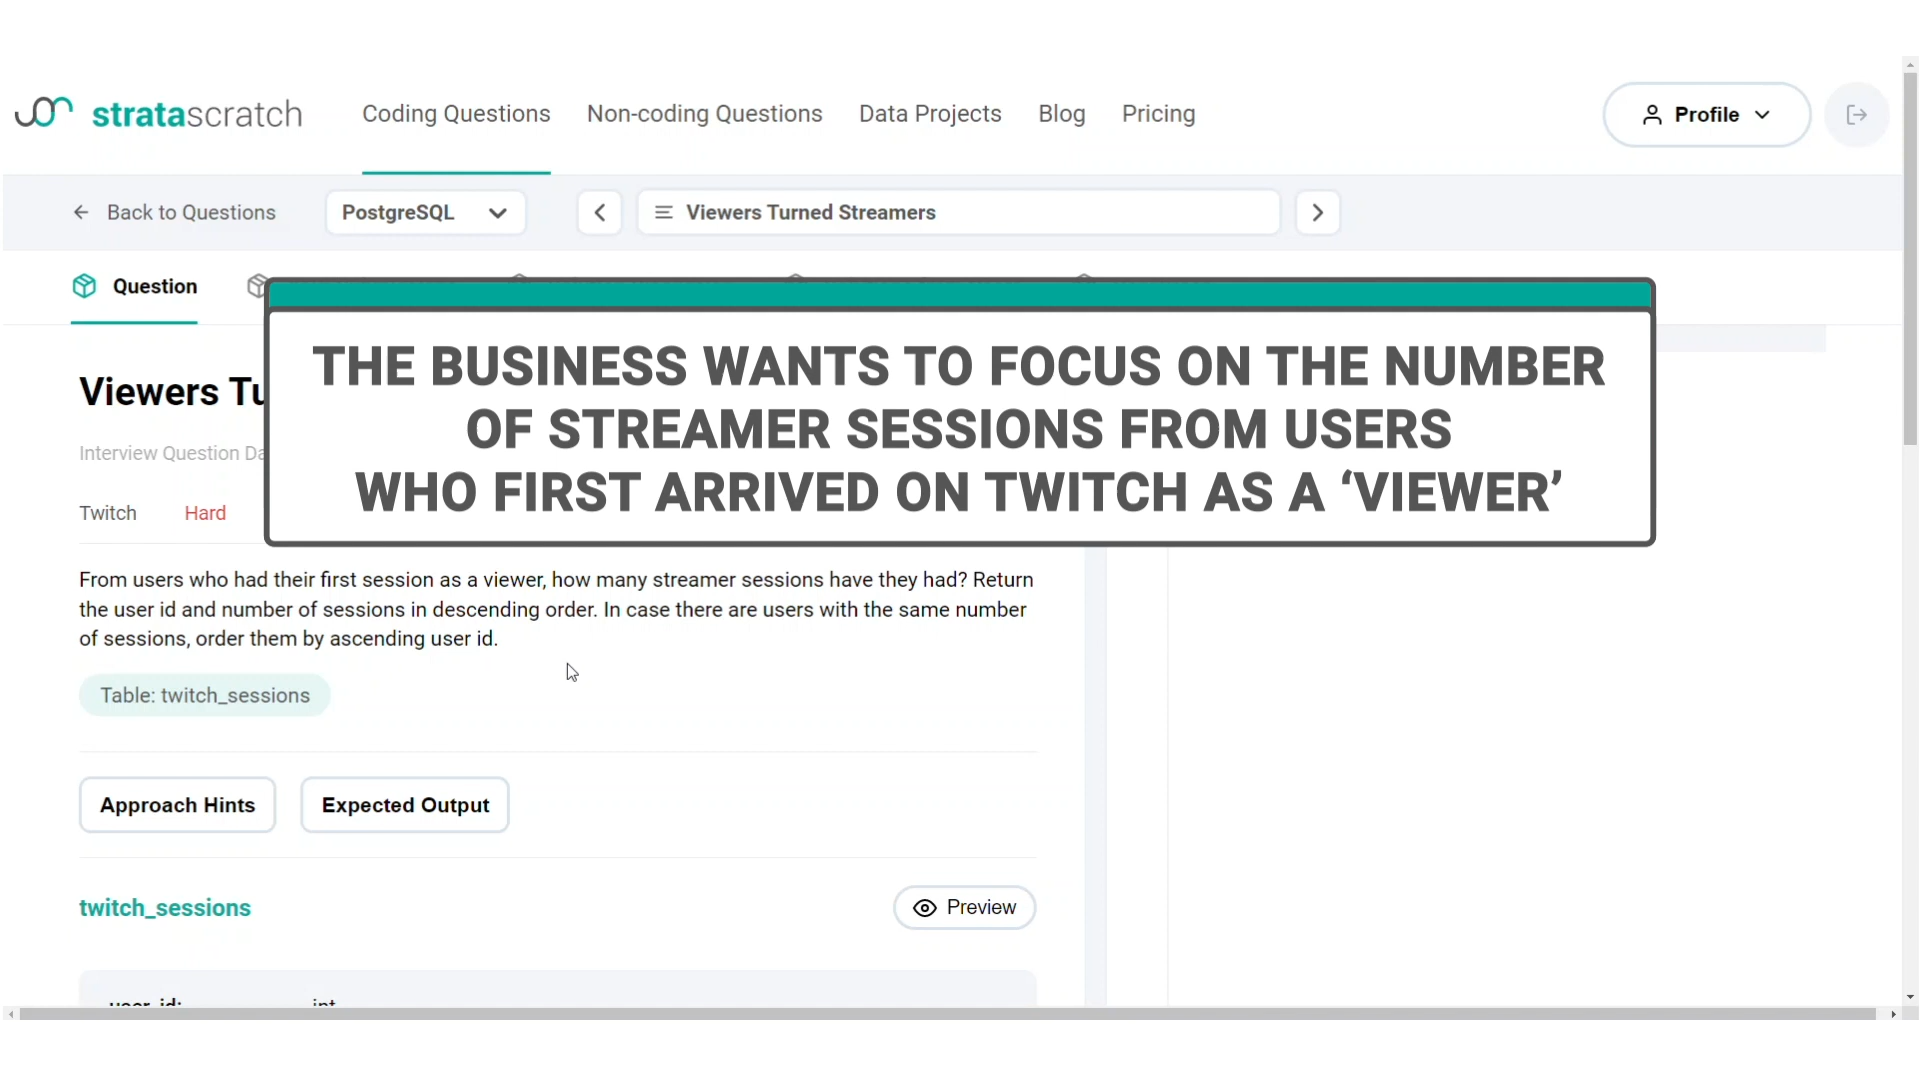 stratascratch
Coding Questions
Non-coding Questions
Data Projects
Blog
Pricing
Profile
Back to Questions
PostgreSQL
Viewers Turned Streamers
Question
THE BUSINESS WANTS TO FOCUS ON THE NUMBER
OF STREAMER SESSIONS FROM USERS
WHO FIRST ARRIVED ON TWITCH AS A ‘VIEWER’
Viewers
Interview Question
Twitch
Hard
From users who had their first session as a viewer, how many streamer sessions have they had? Return
the user id and number of sessions in descending order. In case there are users with the same number
of sessions, order them by ascending user id.
Table: twitch_sessions
Approach Hints
Expected Output
twitch_sessions
Preview
user_id:
int